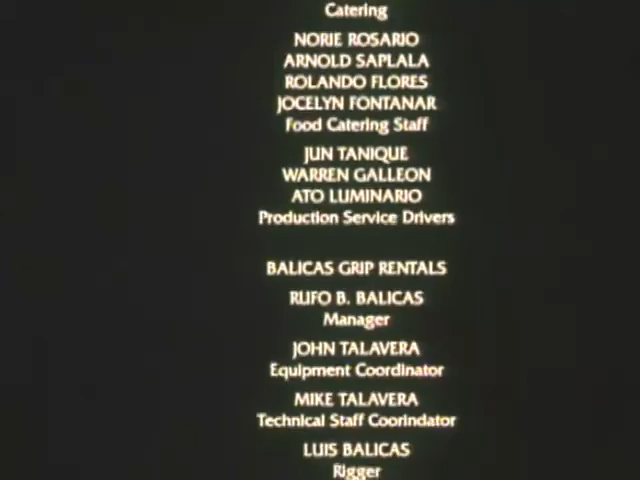 Catering
NORIE ROSARIO
ARNOLD SAPLALA
ROLANDO FLORES
JOCELYN FONTANAR
Food Catering Staff
JUN TANIQUE
WARREN GALLEON
ATO LUMINARIO
Production Service Drivers
BALICAS GRIP RENTALS
RUFO B. BALICAS
Manager
JOHN TALAVERA
Equipment Coordinator
MIKE TALAVERA
Technical Staff Coorindator
LUIS BALICAS
Rigger